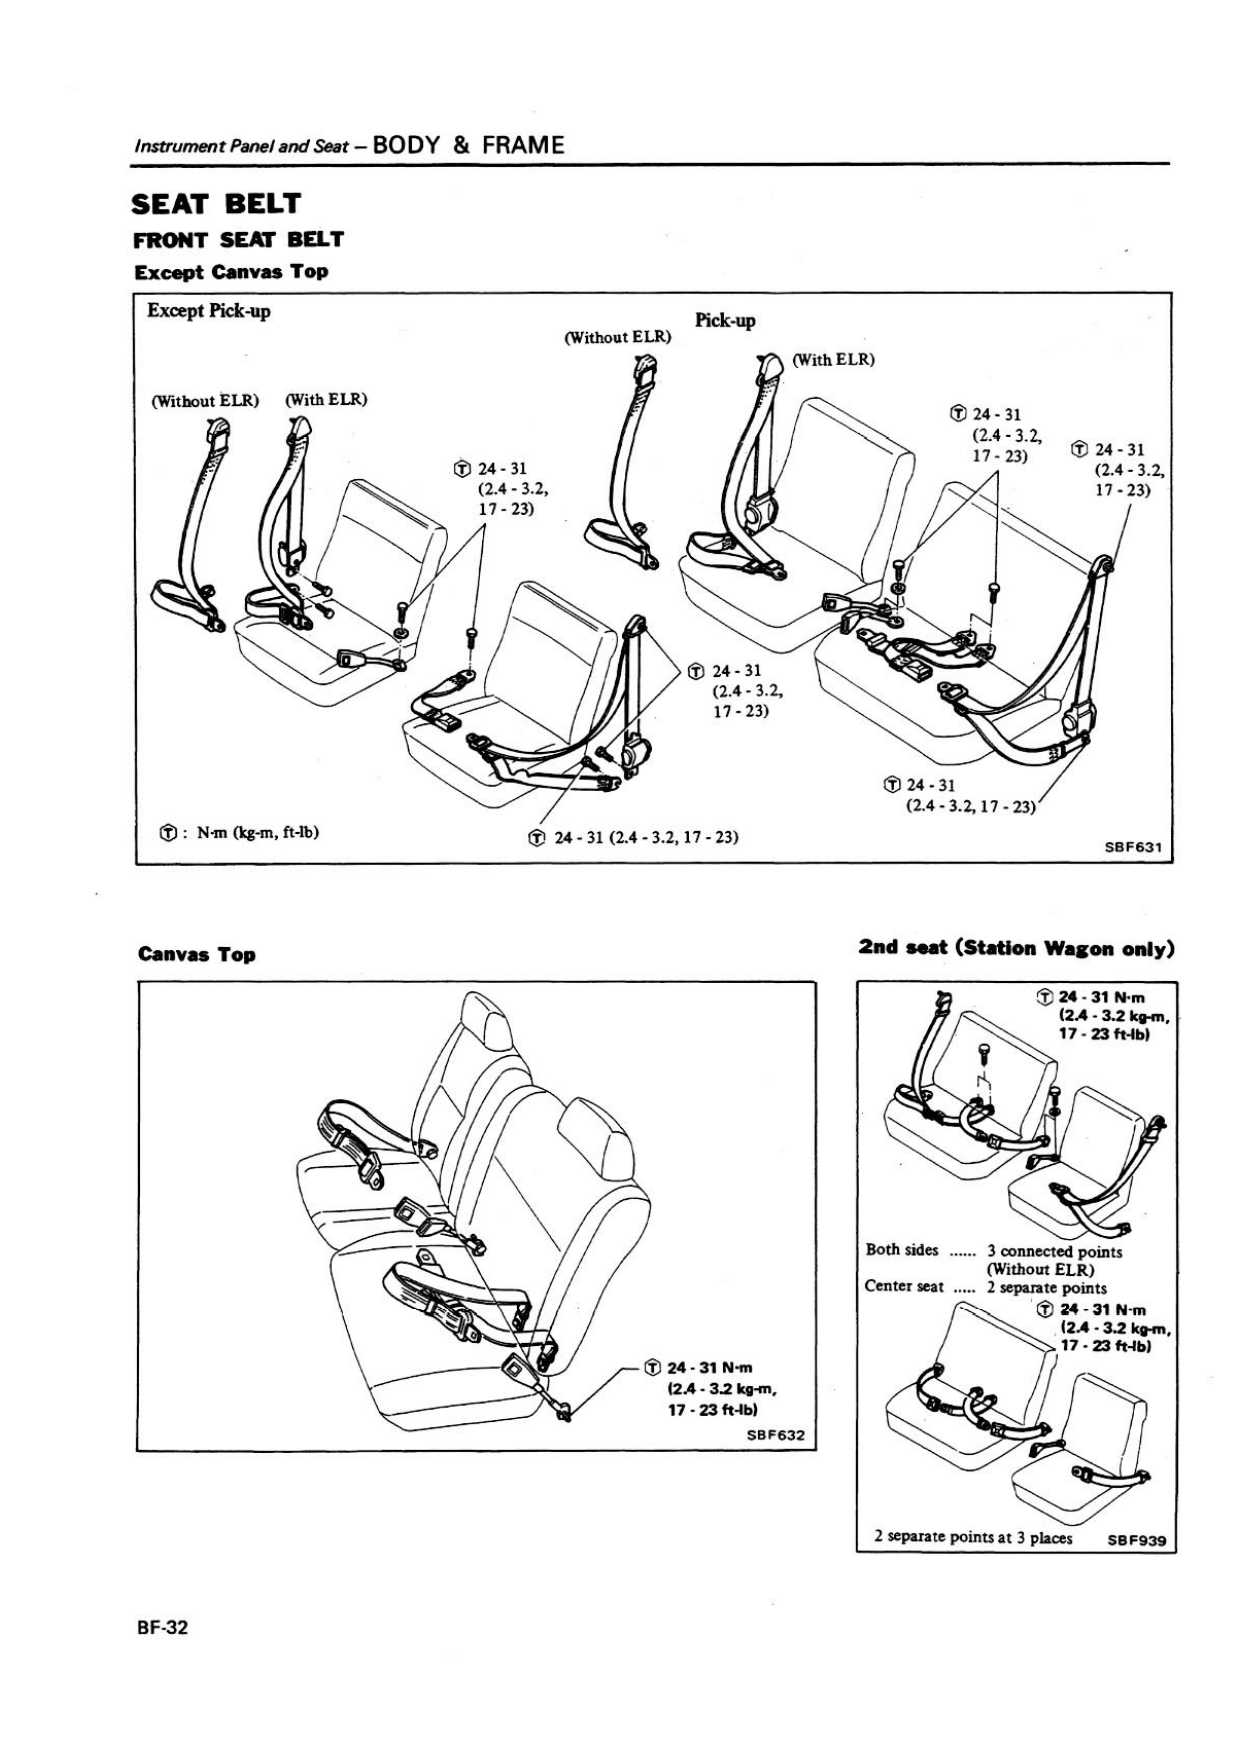 Instrument Panel and Seat – BODY & FRAME
SEAT BELT
FRONT SEAT BELT
Except Canvas Top
Except Pick-up
Pick-up
(Without ELR)
(With ELR)
(Without ELR)
(With ELR)
Ⓣ 24 - 31
(2.4 - 3.2,
17 - 23)
Ⓣ 24 - 31
(2.4 - 3.2,
17 - 23)
Ⓣ 24 - 31
(2.4 - 3.2,
17 - 23)
Ⓣ 24 - 31
(2.4 - 3.2,
17 - 23)
Ⓣ 24 - 31
(2.4 - 3.2, 17 - 23)
Ⓣ : N·m (kg-m, ft-lb)
Ⓣ 24 - 31 (2.4 - 3.2, 17 - 23)
SBF631
Canvas Top
Ⓣ 24 - 31 N·m
(2.4 - 3.2 kg-m,
17 - 23 ft-lb)
SBF632
2nd seat (Station Wagon only)
Ⓣ 24 - 31 N·m
(2.4 - 3.2 kg-m,
17 - 23 ft-lb)
Both sides ...... 3 connected points
(Without ELR)
Center seat ..... 2 separate points
Ⓣ 24 - 31 N·m
(2.4 - 3.2 kg-m,
17 - 23 ft-lb)
2 separate points at 3 places
SBF939
BF-32